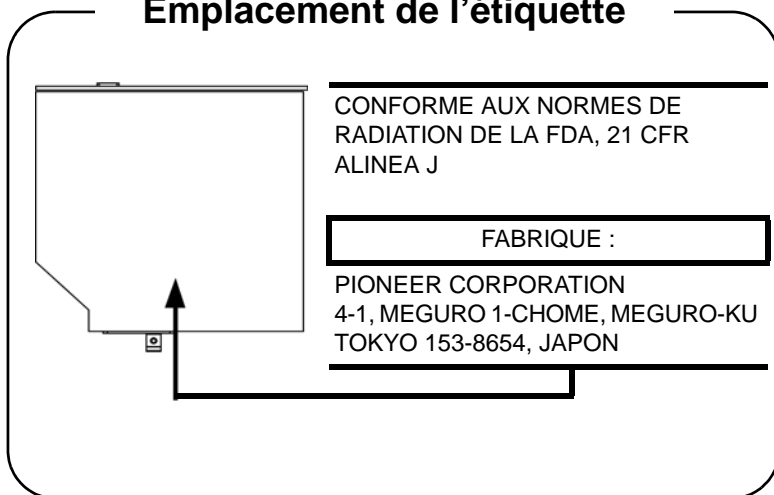 Emplacement de l'étiquette
CONFORME AUX NORMES DE
RADIATION DE LA FDA, 21 CFR
ALINEA J
FABRIQUE :
PIONEER CORPORATION
4-1, MEGURO 1-CHOME, MEGURO-KU
TOKYO 153-8654, JAPON